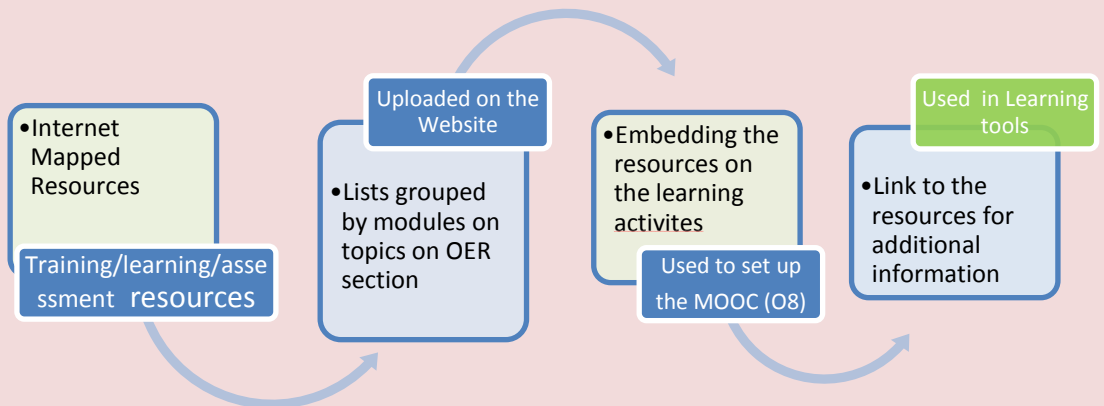 •Internet
Mapped
Resources
Training/learning/asse
ssment resources
Uploaded on the
Website
•Lists grouped
by modules on
topics on OER
section
•Embedding the
resources on
the learning
activites
Used to set up
the MOOC (O8)
Used in Learning
tools
•Link to the
resources for
additional
information